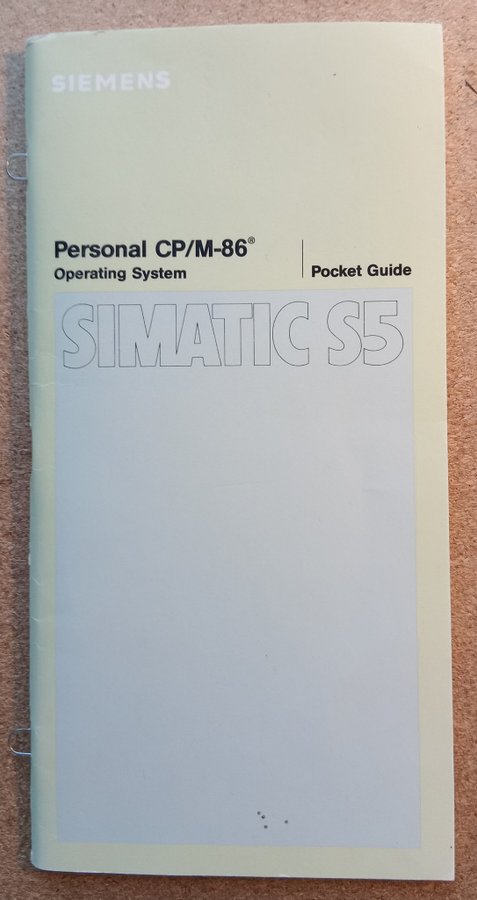 SIEMENS
Personal CP/M-86®
Operating System
Pocket Guide
SIMATIC S5